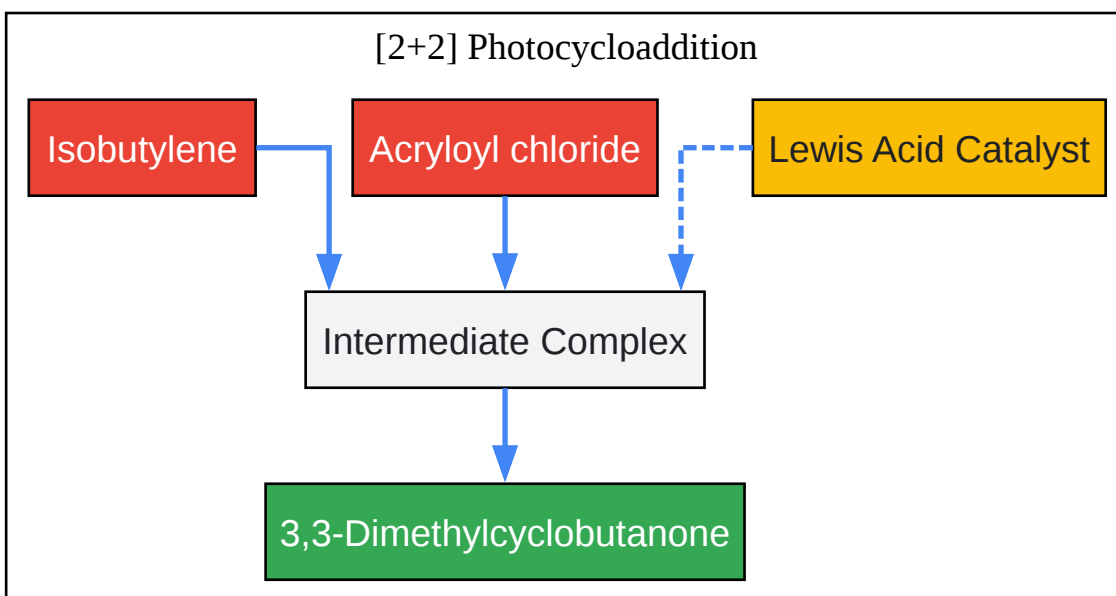 [2+2] Photocycloaddition
Isobutylene
Acryloyl chloride
Lewis Acid Catalyst
Intermediate Complex
3,3-Dimethylcyclobutanone